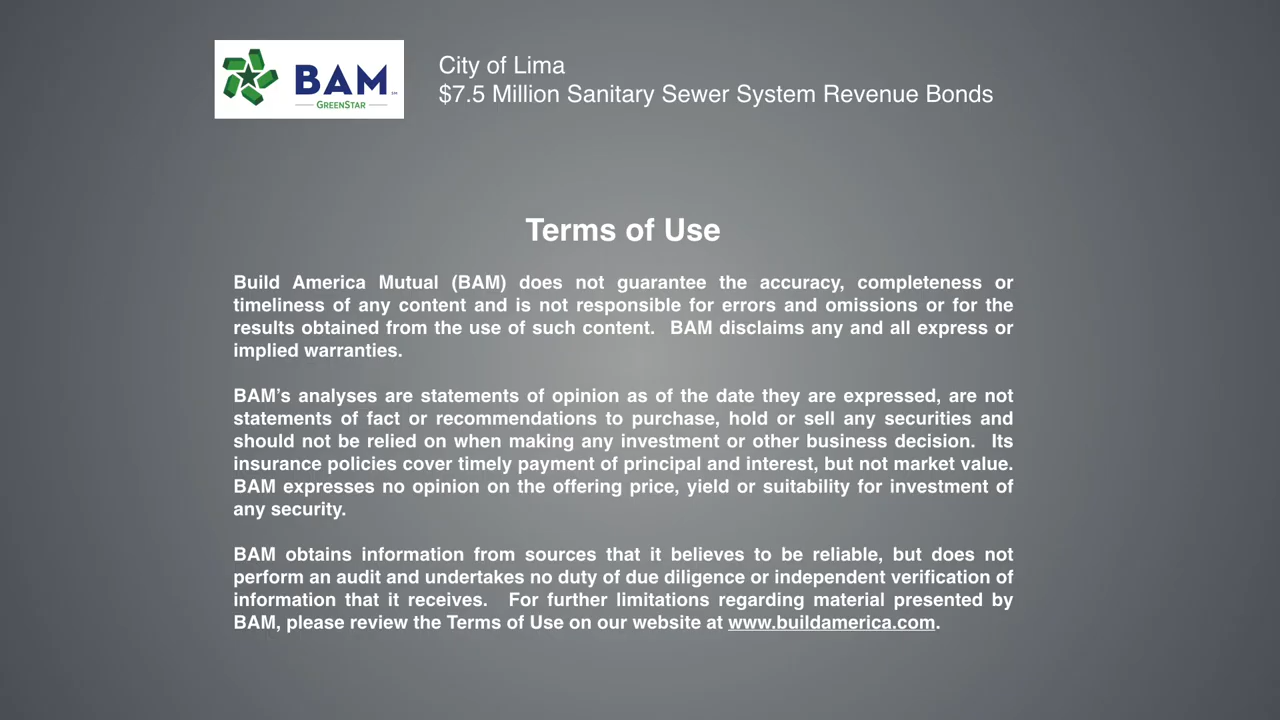 BAM
GREENSTAR
City of Lima
$7.5 Million Sanitary Sewer System Revenue Bonds
Terms of Use
Build America Mutual (BAM) does not guarantee the accuracy, completeness or
timeliness of any content and is not responsible for errors and omissions or for the
results obtained from the use of such content. BAM disclaims any and all express or
implied warranties.
BAM’s analyses are statements of opinion as of the date they are expressed, are not
statements of fact or recommendations to purchase, hold or sell any securities and
should not be relied on when making any investment or other business decision. Its
insurance policies cover timely payment of principal and interest, but not market value.
BAM expresses no opinion on the offering price, yield or suitability for investment of
any security.
BAM obtains information from sources that it believes to be reliable, but does not
perform an audit and undertakes no duty of due diligence or independent verification of
information that it receives. For further limitations regarding material presented by
BAM, please review the Terms of Use on our website at www.buildamerica.com.